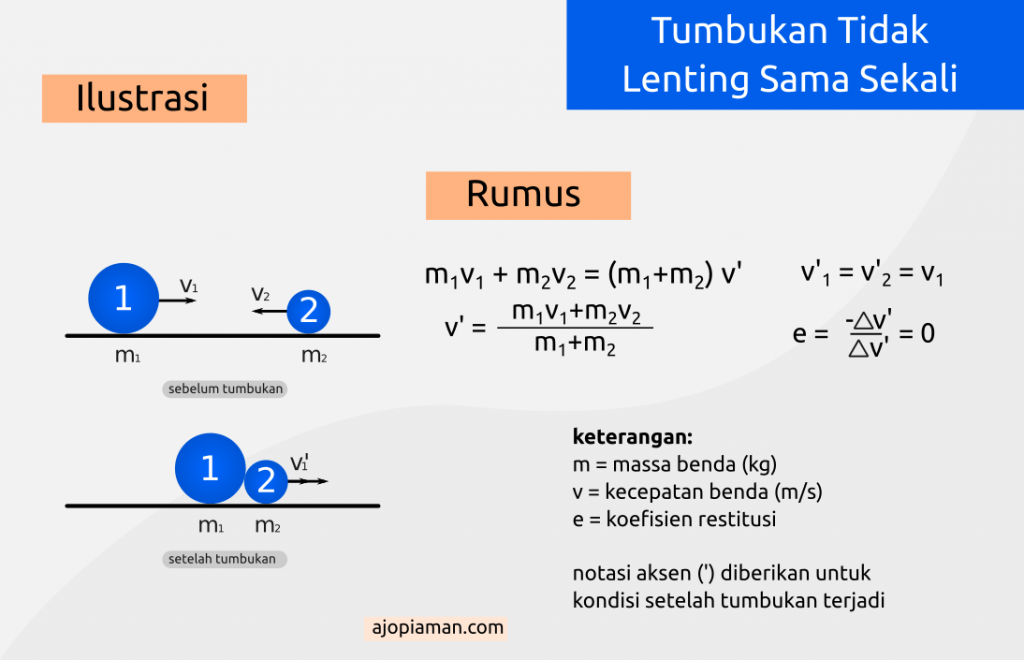 Tumbukan Tidak
Lenting Sama Sekali
Ilustrasi
Rumus
m₁v₁ + m₂v₂ = (m₁+m₂) v'
v' = m₁v₁+m₂v₂
m₁+m₂
v'₁ = v'₂ = v₁
e = -△v'
△v' = 0
1
v₁
v₂
2
m₁
m₂
sebelum tumbukan
1
2
v₁'
m₁
m₂
setelah tumbukan
keterangan:
m = massa benda (kg)
v = kecepatan benda (m/s)
e = koefisien restitusi
notasi aksen (') diberikan untuk
kondisi setelah tumbukan terjadi
ajopiaman.com